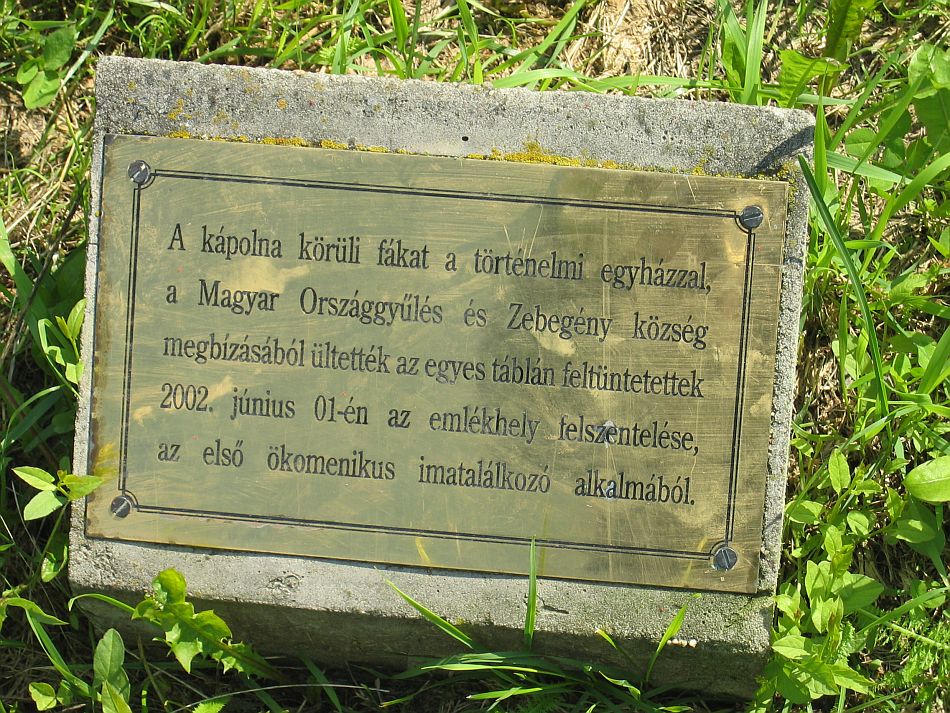 A kápolna körüli fákat a történelmi egyházzal,
a Magyar Országgyűlés és Zebegény község
megbízásából ültették az egyes táblán feltüntetettek
2002. június 01-én az emlékhely felszentelése,
az első ökomenikus imatalálkozó alkalmából.